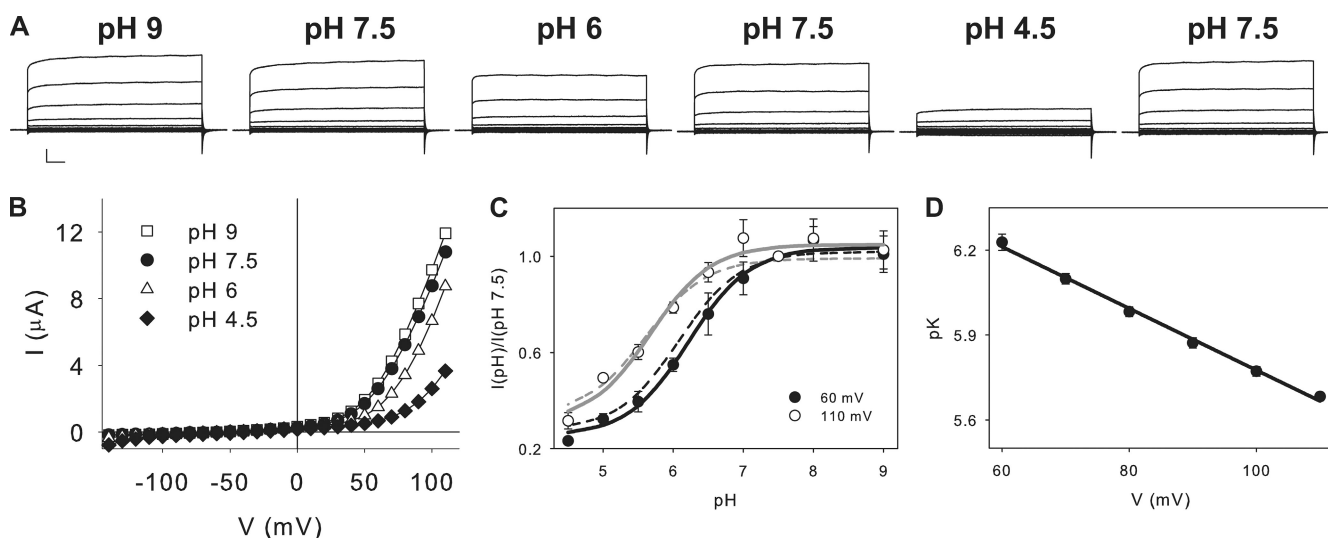 A
pH 9 pH 7.5 pH 6 pH 7.5 pH 4.5 pH 7.5
B
pH 9
pH 7.5
pH 6
pH 4.5
12
8
4
0
I (μA)
-100 -50 0 50 100
V (mV)
C
1.0
0.6
0.2
I(pH)/I(pH 7.5)
60 mV
110 mV
5 6 7 8 9
pH
D
6.2
5.9
5.6
pK
60 80 100
V (mV)